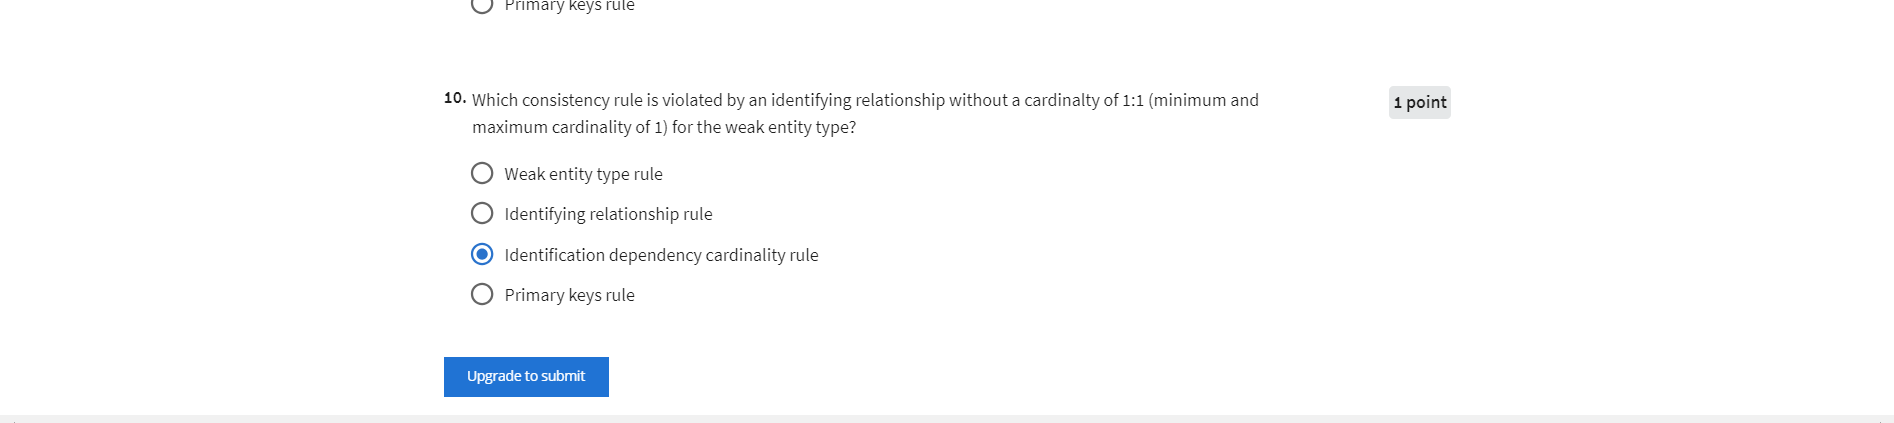 Primary keys rule
10. Which consistency rule is violated by an identifying relationship without a cardinalty of 1:1 (minimum and
1 point
maximum cardinality of 1) for the weak entity type?
Weak entity type rule
Identifying relationship rule
Identification dependency cardinality rule
Primary keys rule
Upgrade to submit